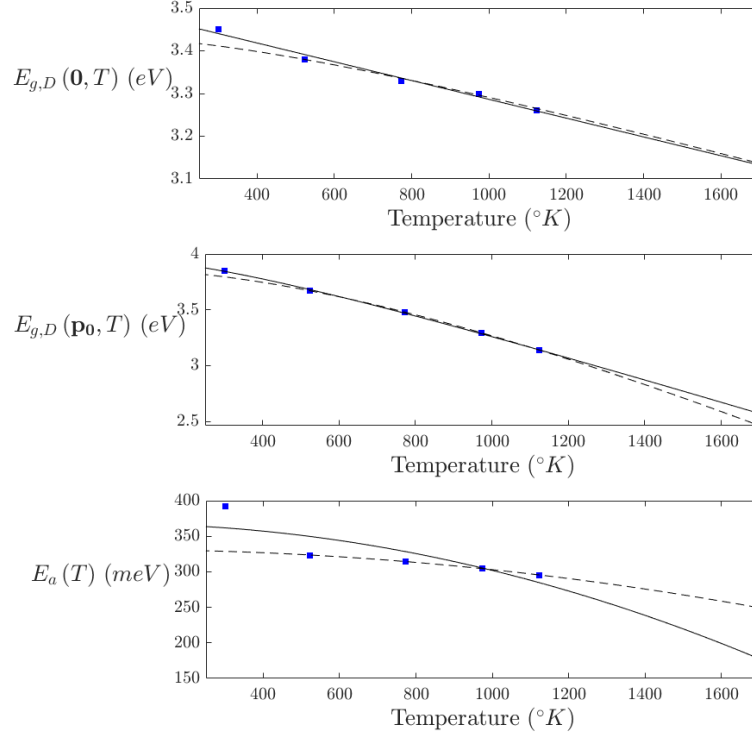 3.5
3.4
3.3
3.2
3.1
E_{g,D} (0, T) (eV)
400 600 800 1000 1200 1400 1600
Temperature (°K)
4
3.5
3
2.5
E_{g,D} (p_0, T) (eV)
400 600 800 1000 1200 1400 1600
Temperature (°K)
400
350
300
250
200
150
E_a (T) (meV)
400 600 800 1000 1200 1400 1600
Temperature (°K)